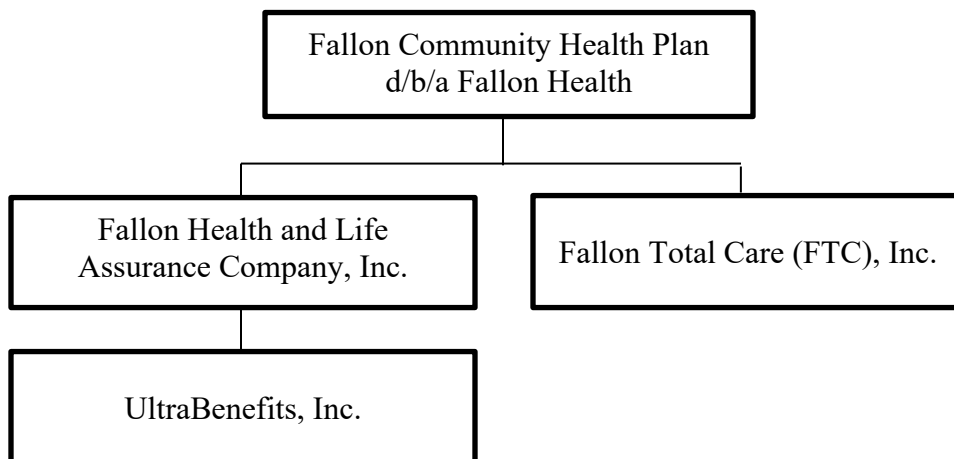 Fallon Community Health Plan
d/b/a Fallon Health
Fallon Health and Life
Assurance Company, Inc.
Fallon Total Care (FTC), Inc.
UltraBenefits, Inc.